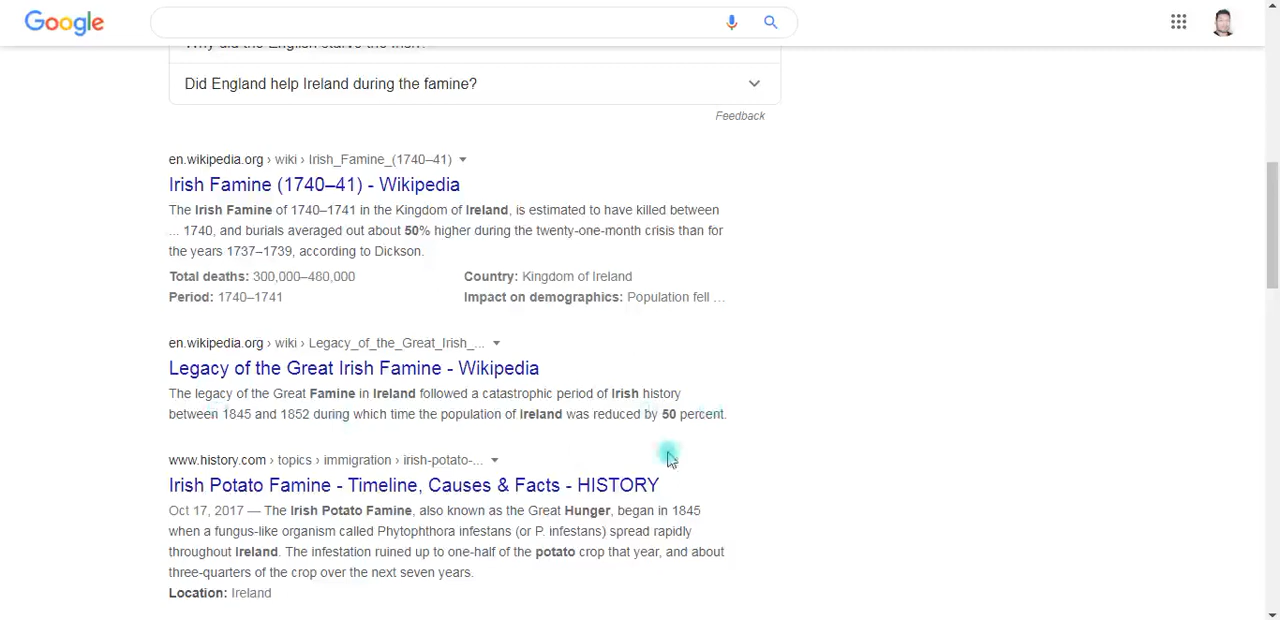 Google
Why did the English starve the Irish?
Did England help Ireland during the famine?
Feedback
en.wikipedia.org › wiki › Irish_Famine_(1740–41)
Irish Famine (1740–41) - Wikipedia
The Irish Famine of 1740–1741 in the Kingdom of Ireland, is estimated to have killed between
... 1740, and burials averaged out about 50% higher during the twenty-one-month crisis than for
the years 1737–1739, according to Dickson.
Total deaths: 300,000–480,000 Country: Kingdom of Ireland
Period: 1740–1741 Impact on demographics: Population fell ...
en.wikipedia.org › wiki › Legacy_of_the_Great_Irish_...
Legacy of the Great Irish Famine - Wikipedia
The legacy of the Great Famine in Ireland followed a catastrophic period of Irish history
between 1845 and 1852 during which time the population of Ireland was reduced by 50 percent.
www.history.com › topics › immigration › irish-potato-...
Irish Potato Famine - Timeline, Causes & Facts - HISTORY
Oct 17, 2017 — The Irish Potato Famine, also known as the Great Hunger, began in 1845
when a fungus-like organism called Phytophthora infestans (or P. infestans) spread rapidly
throughout Ireland. The infestation ruined up to one-half of the potato crop that year, and about
three-quarters of the crop over the next seven years.
Location: Ireland